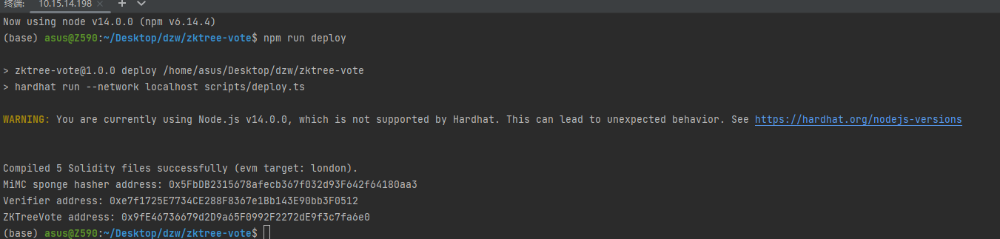 终端: 10.15.14.198 × +
Now using node v14.0.0 (npm v6.14.4)
(base) asus@Z590:~/Desktop/dzw/zktree-vote$ npm run deploy
> zktree-vote@1.0.0 deploy /home/asus/Desktop/dzw/zktree-vote
> hardhat run --network localhost scripts/deploy.ts
WARNING: You are currently using Node.js v14.0.0, which is not supported by Hardhat. This can lead to unexpected behavior. See https://hardhat.org/nodejs-versions
Compiled 5 Solidity files successfully (evm target: london).
MiMC sponge hasher address: 0x5FbDB2315678afecb367f032d93F642f64180aa3
Verifier address: 0xe7f1725E7734CE288F8367e1Bb143E90bb3F0512
ZKTreeVote address: 0x9fE46736679d2D9a65F0992F2272dE9f3c7fa6e0
(base) asus@Z590:~/Desktop/dzw/zktree-vote$